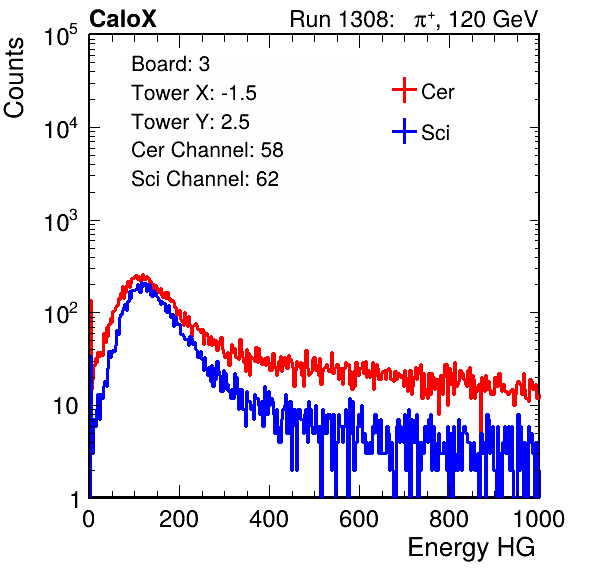 CaloX Run 1308: π⁺, 120 GeV
Counts
Board: 3
Tower X: -1.5
Tower Y: 2.5
Cer Channel: 58
Sci Channel: 62
Cer
Sci
10⁵
10⁴
10³
10²
10
1
0 200 400 600 800 1000
Energy HG